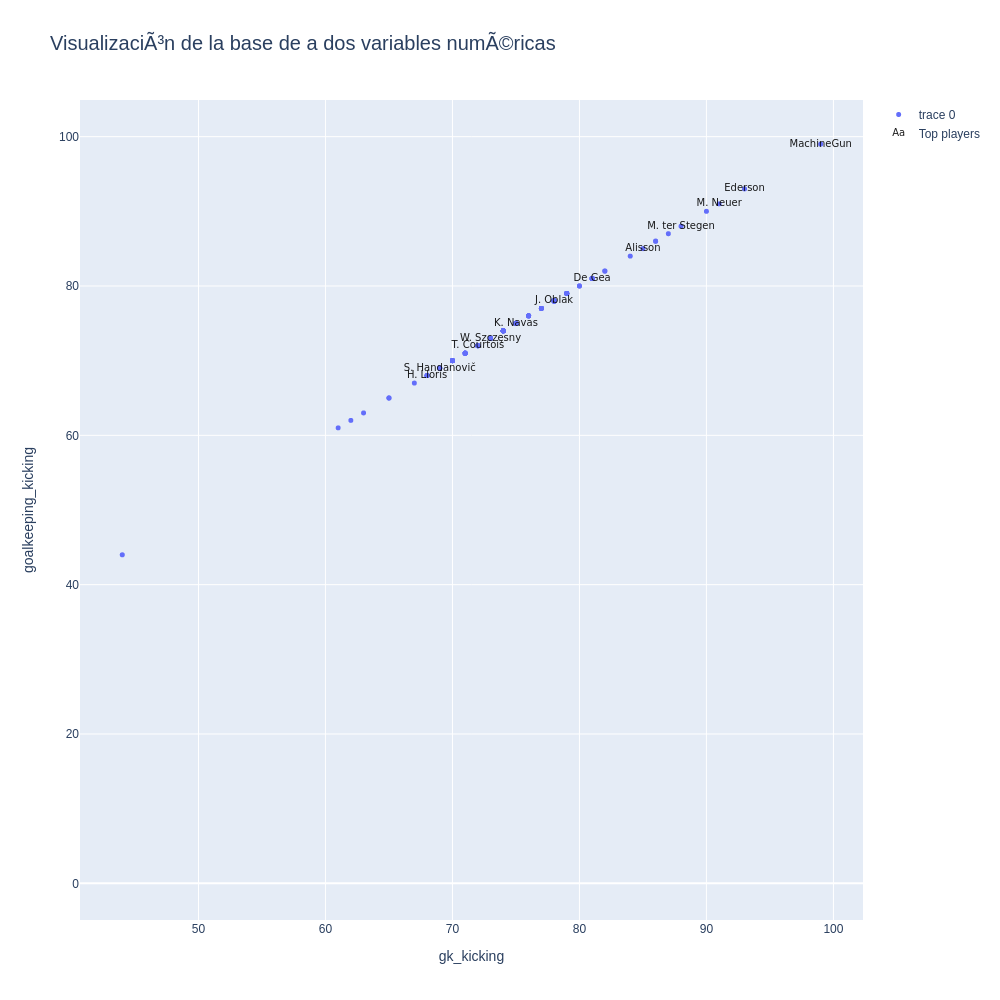 VisualizaciÃ³n de la base de a dos variables numÃ©ricas
trace 0
Top players
Aa
100
80
60
40
20
0
goalkeeping_kicking
MachineGun
Ederson
M. Neuer
M. ter Stegen
Alisson
De Gea
J. Oblak
K. Navas
W. Szczesny
T. Courtois
S. Handanovič
H. Lloris
50
60
70
80
90
100
gk_kicking